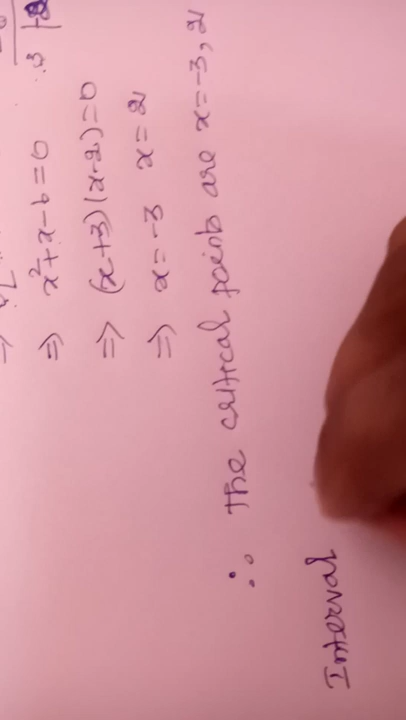 ⇒ x²+x-6=0
⇒ (x+3)(x-2)=0
⇒ x=-3 x=2
∴ The critical points are x=-3,2
Interval